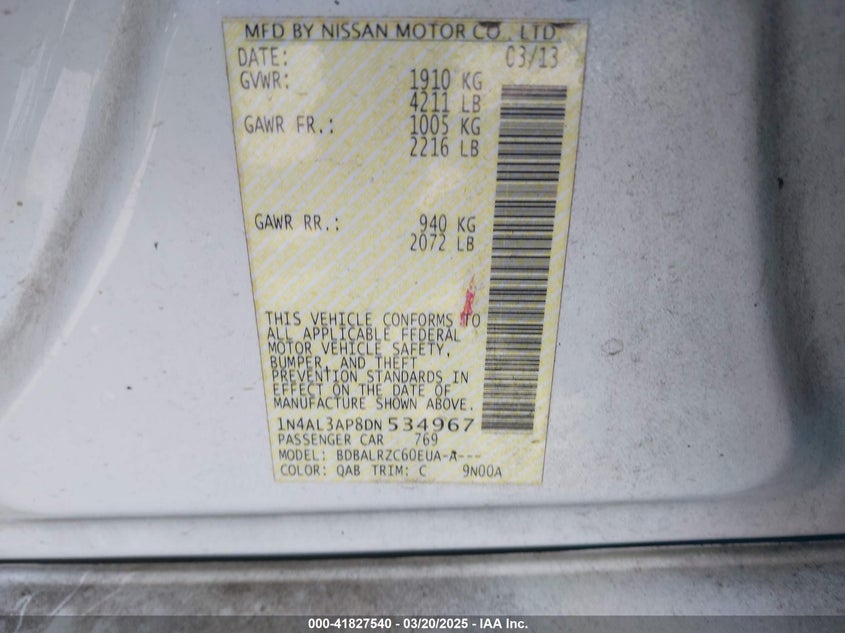 MFD BY NISSAN MOTOR CO., LTD.
DATE: 03/13
GVWR: 1910 KG
4211 LB
GAWR FR.: 1005 KG
2216 LB
GAWR RR.: 940 KG
2072 LB
THIS VEHICLE CONFORMS TO
ALL APPLICABLE FEDERAL
MOTOR VEHICLE SAFETY,
BUMPER, AND THEFT
PREVENTION STANDARDS IN
EFFECT ON THE DATE OF
MANUFACTURE SHOWN ABOVE.
1N4AL3AP8DN534967
PASSENGER CAR 769
MODEL: BDBALRZC60EUA-A---
COLOR: QAB TRIM: C 9N00A
000-41827540 - 03/20/2025 - IAA Inc.